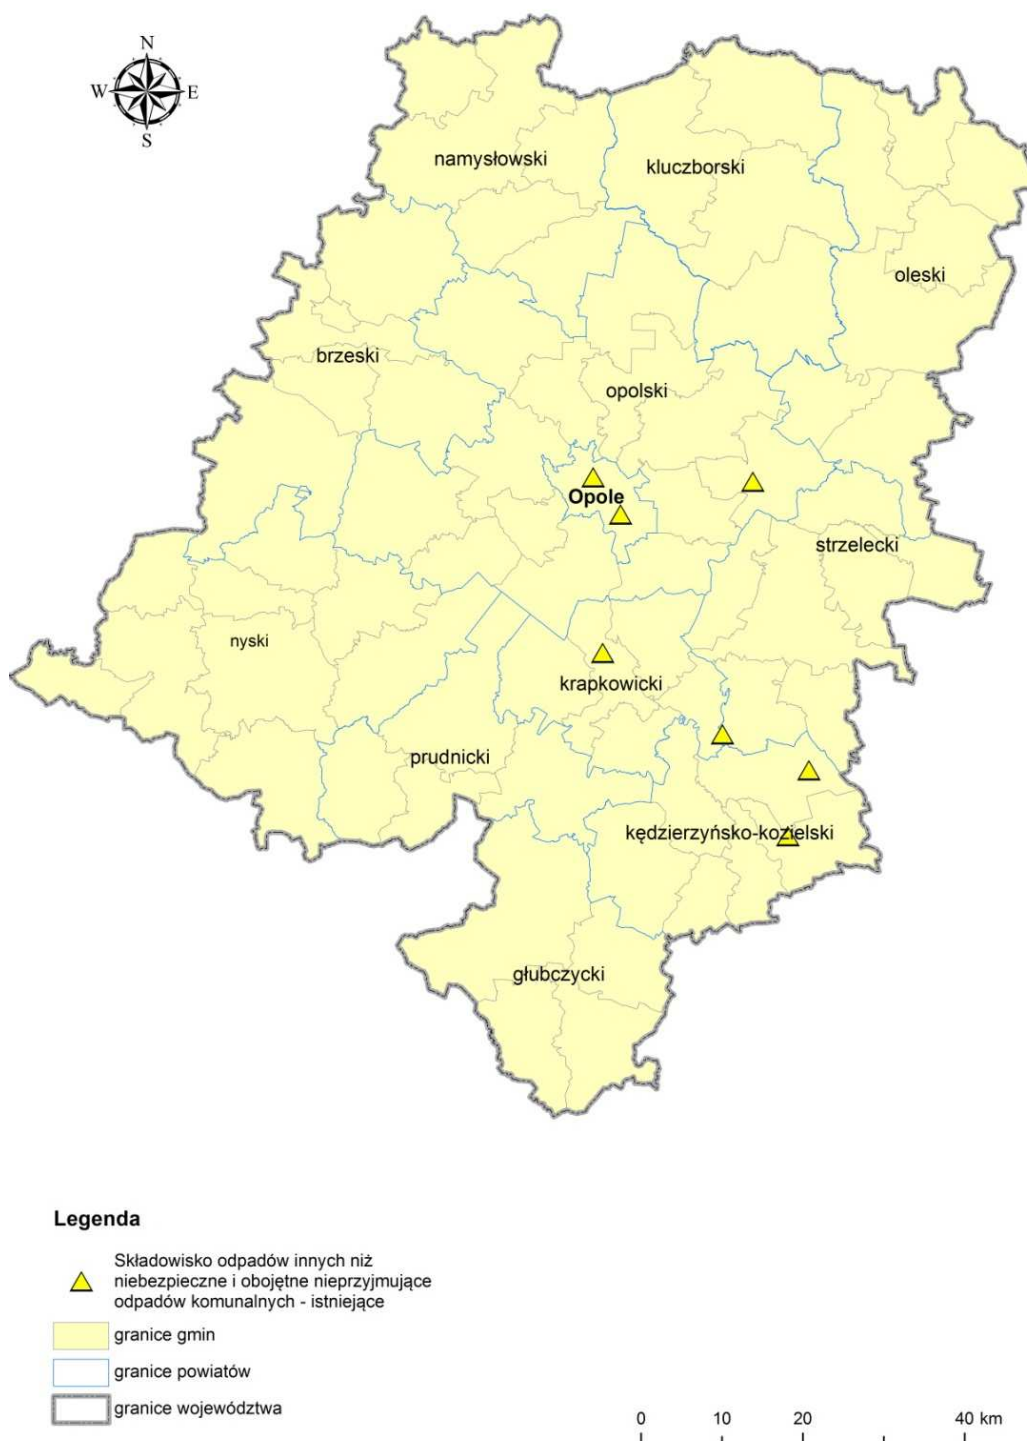 N
W E
S
namysłowski
kluczborski
oleski
brzeski
opolski
Opole
strzelecki
nyski
krapkowicki
prudnicki
kędzierzyńsko-kozielski
głubczycki
Legenda
Składowisko odpadów innych niż
niebezpieczne i obojętne nieprzyjmujące
odpadów komunalnych - istniejące
granice gmin
granice powiatów
granice województwa
0 10 20 40 km